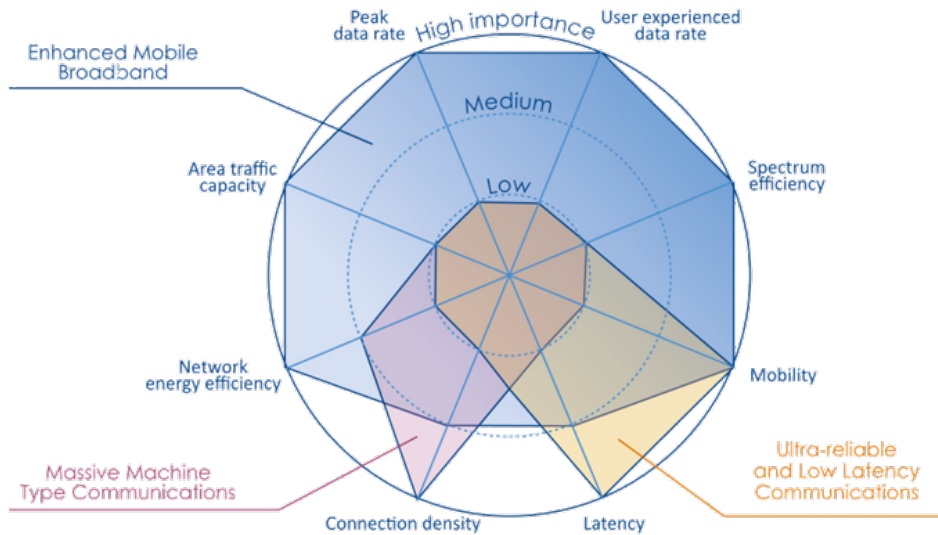 Peak
data rate
High importance
User experienced
data rate
Enhanced Mobile
Broadband
Medium
Area traffic
capacity
Low
Spectrum
efficiency
Network
energy efficiency
Mobility
Massive Machine
Type Communications
Ultra-reliable
and Low Latency
Communications
Connection density
Latency